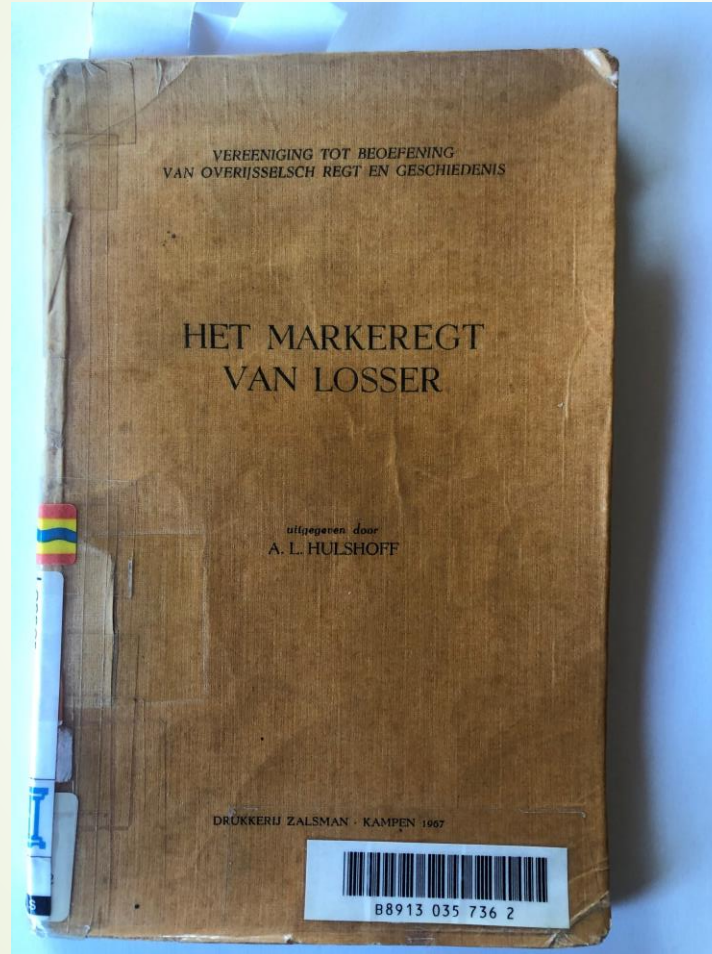 VEREENIGING TOT BEOEFENING
VAN OVERIJSSELSCH REGT EN GESCHIEDENIS
HET MARKEREGT
VAN LOSSER
uitgegeven door
A. L. HULSHOFF
DRUKKERIJ ZALSMAN · KAMPEN 1967
B8913 035 736 2